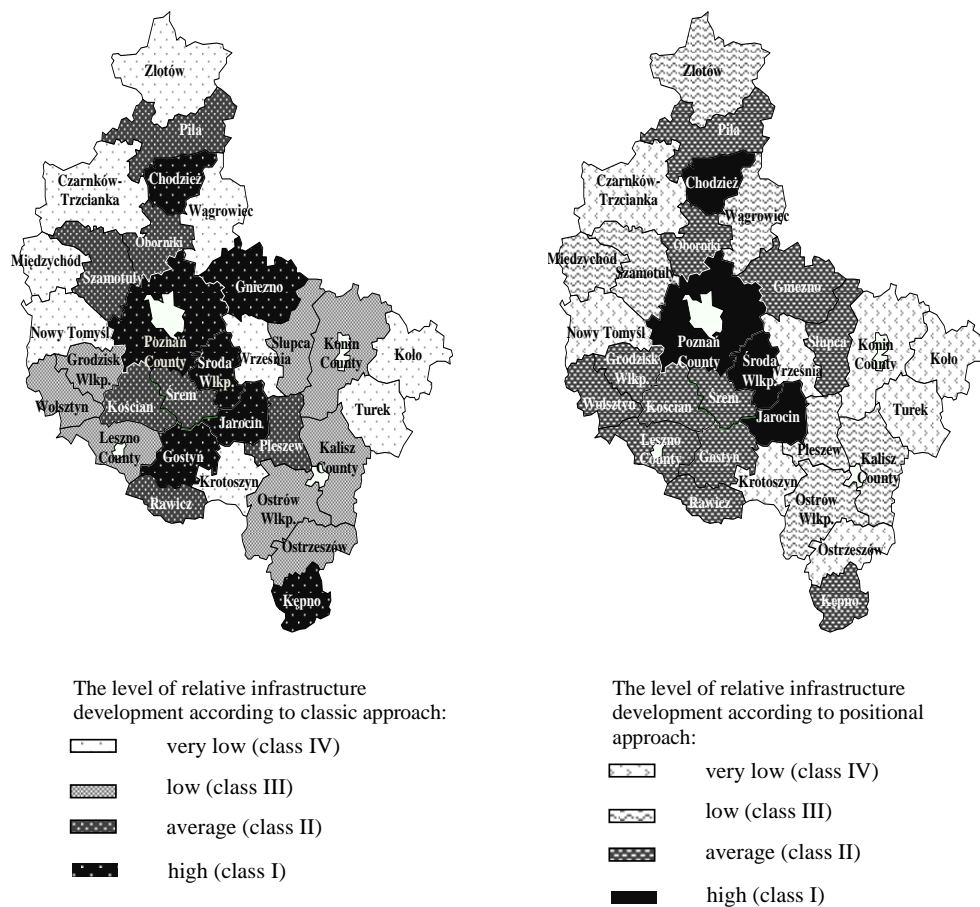 Złotów
Piła
Chodzież
Czarnków-
Trzcianka
Wągrowiec
Oborniki
Międzychód
Szamotuły
Gniezno
Nowy Tomyśl
Poznań
County
Słupca
Konin
County
Koło
Września
Grodzisk
Wlkp.
Środa
Wlkp.
Wolsztyn
Kościan
Śrem
Turek
Jarocin
Leszno
County
Pleszew
Kalisz
County
Gostyń
Krotoszyn
Rawicz
Ostrów
Wlkp.
Ostrzeszów
Kępno
The level of relative infrastructure
development according to classic approach:
very low (class IV)
low (class III)
average (class II)
high (class I)
Złotów
Piła
Chodzież
Czarnków-
Trzcianka
Wągrowiec
Oborniki
Międzychód
Szamotuły
Gniezno
Nowy Tomyśl
Poznań
County
Słupca
Konin
County
Koło
Września
Grodzisk
Wlkp.
Środa
Wlkp.
Wolsztyn
Kościan
Śrem
Turek
Jarocin
Leszno
County
Gostyń
Pleszew
Kalisz
County
Krotoszyn
Rawicz
Ostrów
Wlkp.
Ostrzeszów
Kępno
The level of relative infrastructure
development according to positional
approach:
very low (class IV)
low (class III)
average (class II)
high (class I)